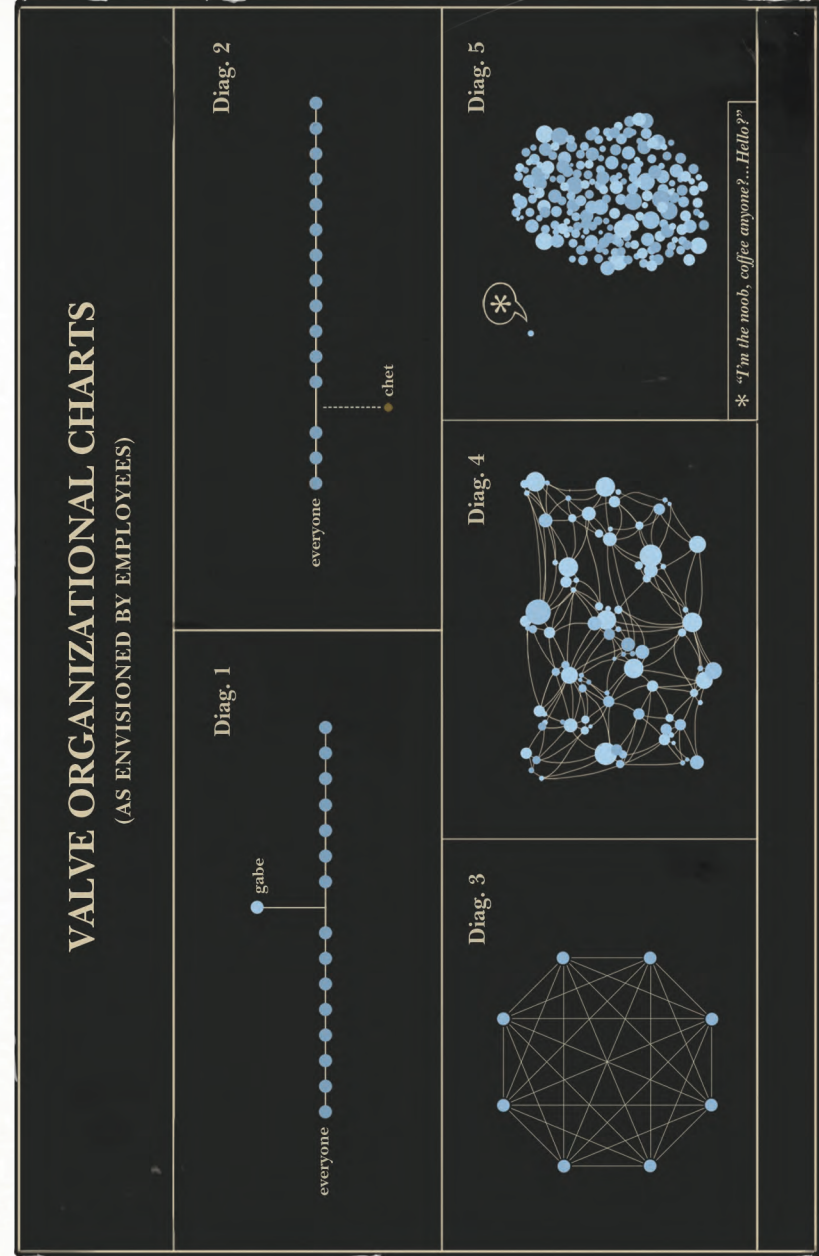 VALVE ORGANIZATIONAL CHARTS
(AS ENVISIONED BY EMPLOYEES)
Diag. 1
gabe
everyone
Diag. 2
everyone
chet
Diag. 3
Diag. 4
Diag. 5
*
* “I’m the noob, coffee anyone?...Hello?”